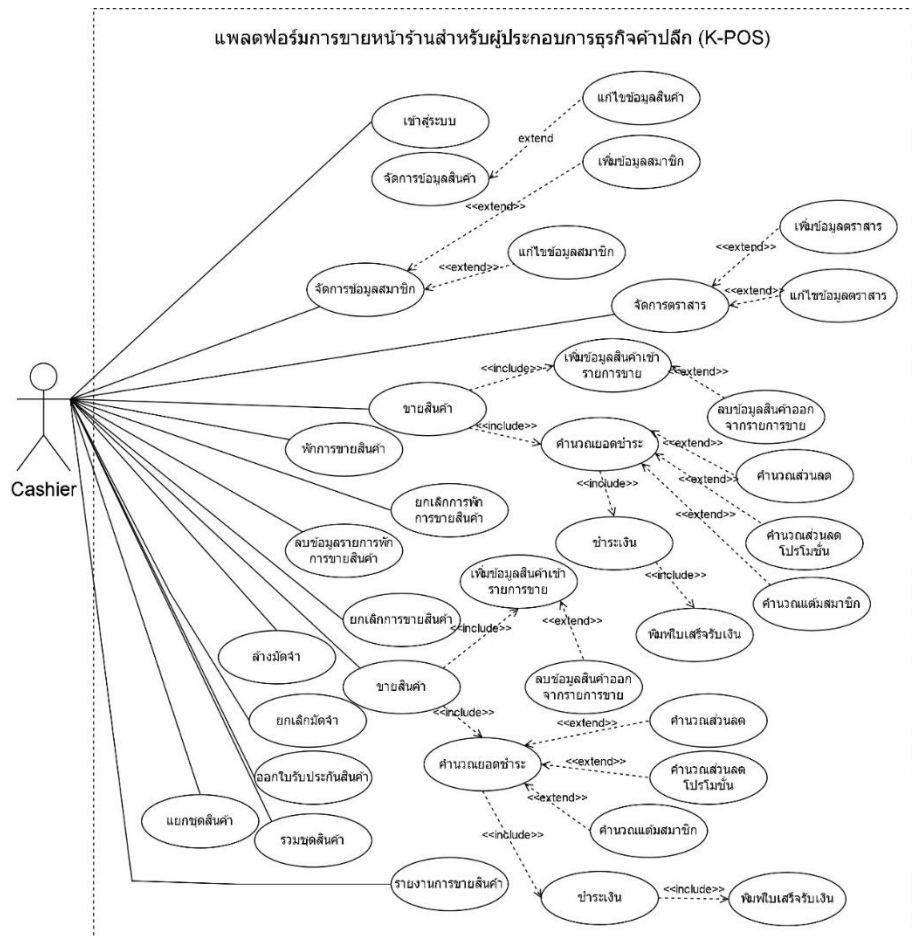 แพลตฟอร์มการขายหน้าร้านสำหรับผู้ประกอบการธุรกิจค้าปลีก (K-POS)
แก้ไขข้อมูลสินค้า
เข้าสู่ระบบ
extend
เพิ่มข้อมูลสมาชิก
จัดการข้อมูลสินค้า
<<extend>>
เพิ่มข้อมูลตราสาร
<<extend>>
แก้ไขข้อมูลสมาชิก
<<extend>>
จัดการข้อมูลสมาชิก
<<extend>>
แก้ไขข้อมูลตราสาร
จัดการตราสาร
<<include>>
เพิ่มข้อมูลสินค้าเข้า
รายการขาย
<<extend>>
ขายสินค้า
<<include>>
ลบข้อมูลสินค้าออก
จากรายการขาย
คำนวณยอดชำระ
<<extend>>
พักการขายสินค้า
คำนวณส่วนลด
<<include>>
<<extend>>
Cashier
ยกเลิกการพัก
การขายสินค้า
<<extend>>
คำนวณส่วนลด
โปรโมชั่น
ลบข้อมูลรายการพัก
การขายสินค้า
ชำระเงิน
เพิ่มข้อมูลสินค้าเข้า
รายการขาย
<<include>>
คำนวณแต้มสมาชิก
ยกเลิกการขายสินค้า
<<include>>
<<extend>>
พิมพ์ใบเสร็จรับเงิน
ล้างมัดจำ
ขายสินค้า
ลบข้อมูลสินค้าออก
จากรายการขาย
<<include>>
ยกเลิกมัดจำ
<<extend>>
คำนวณส่วนลด
คำนวณยอดชำระ
<<extend>>
ออกใบรับประกันสินค้า
คำนวณส่วนลด
โปรโมชั่น
<<extend>>
แยกชุดสินค้า
รวมชุดสินค้า
<<include>>
คำนวณแต้มสมาชิก
รายงานการขายสินค้า
ชำระเงิน
<<include>>
พิมพ์ใบเสร็จรับเงิน